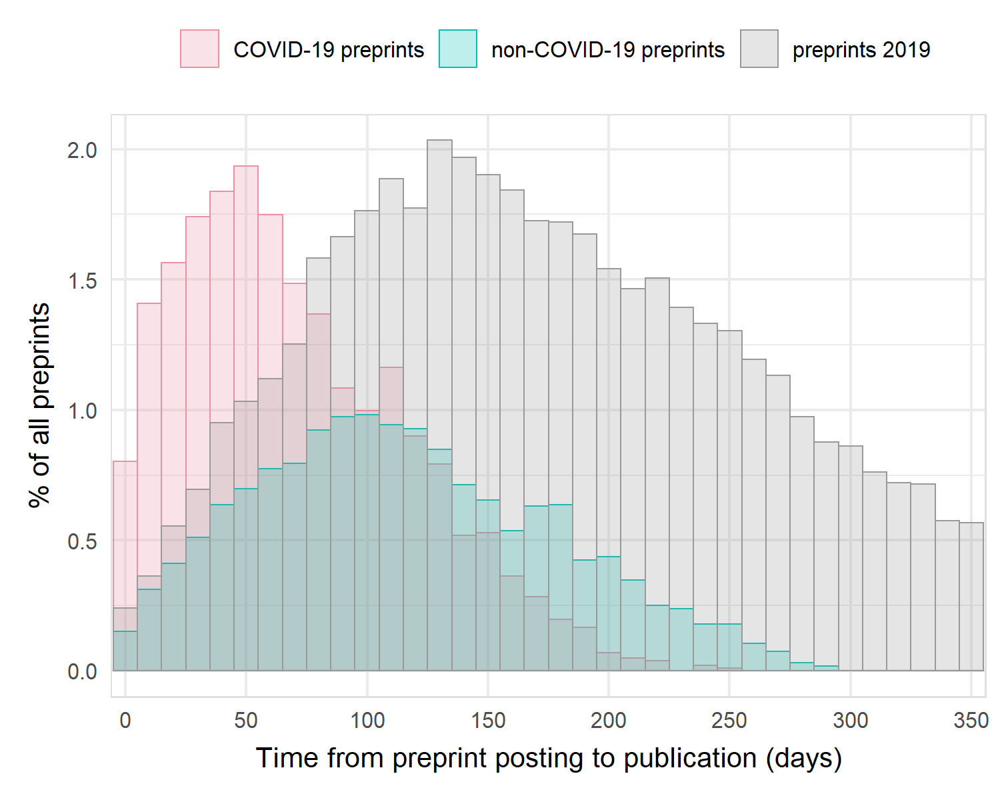 COVID-19 preprints non-COVID-19 preprints preprints 2019
2.0
1.5
1.0
0.5
0.0
% of all preprints
0 50 100 150 200 250 300 350
Time from preprint posting to publication (days)